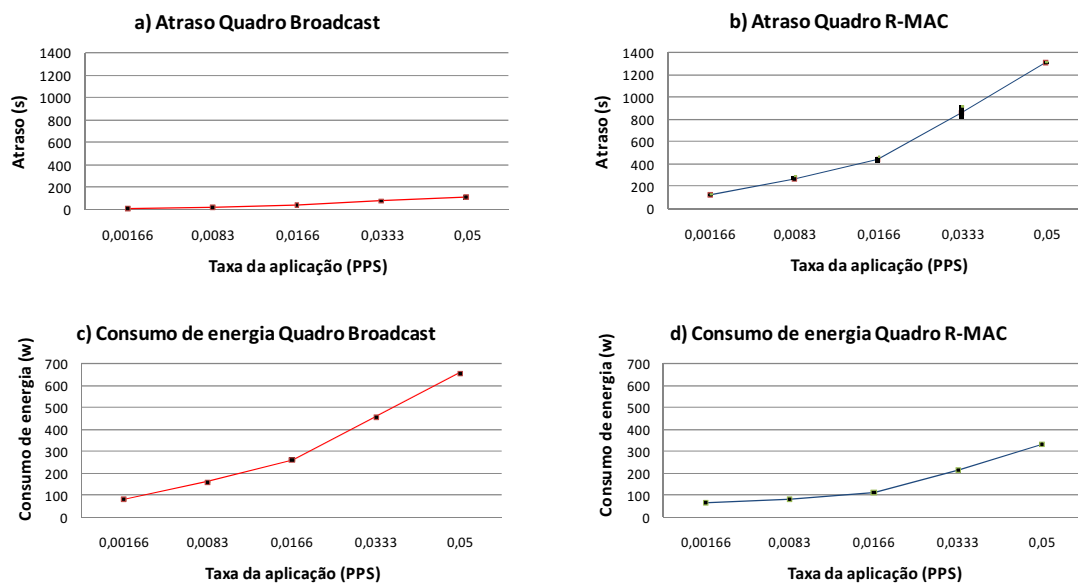 a) Atraso Quadro Broadcast
Atraso (s)
1400
1200
1000
800
600
400
200
0
0,00166 0,0083 0,0166 0,0333 0,05
Taxa da aplicação (PPS)
b) Atraso Quadro R-MAC
Atraso (s)
1400
1200
1000
800
600
400
200
0
0,00166 0,0083 0,0166 0,0333 0,05
Taxa da aplicação (PPS)
c) Consumo de energia Quadro Broadcast
Consumo de energia (w)
700
600
500
400
300
200
100
0
0,00166 0,0083 0,0166 0,0333 0,05
Taxa da aplicação (PPS)
d) Consumo de energia Quadro R-MAC
Consumo de energia (w)
700
600
500
400
300
200
100
0
0,00166 0,0083 0,0166 0,0333 0,05
Taxa da aplicação (PPS)